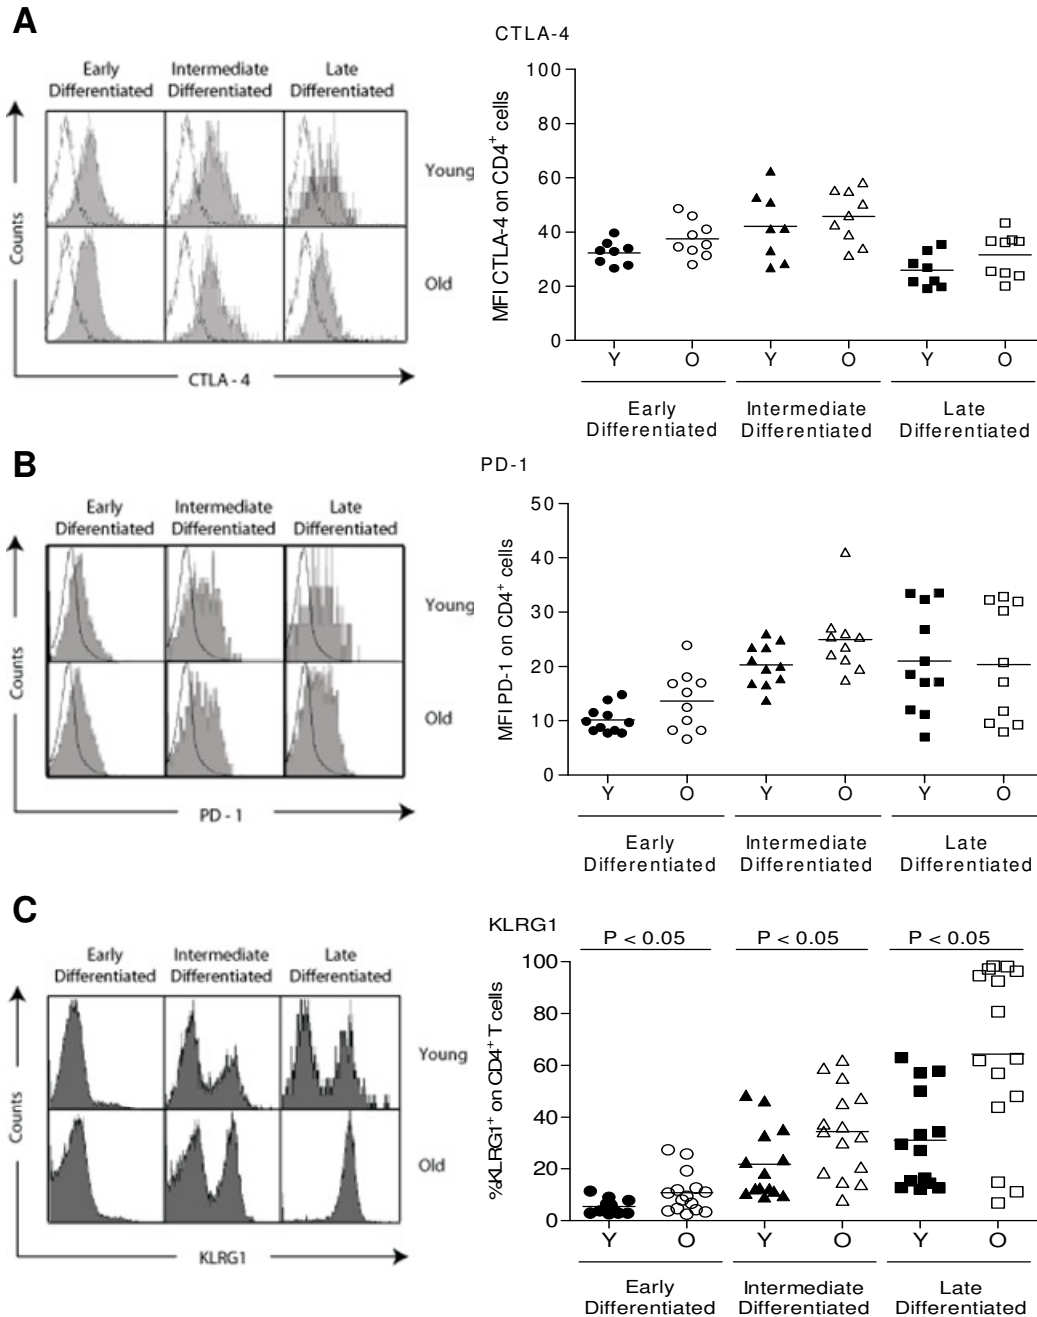 A
CTLA-4
Early Differentiated
Intermediate Differentiated
Late Differentiated
Counts
Young
Old
CTLA - 4
MFI CTLA-4 on CD4+ cells
100
80
60
40
20
0
Y O Y O Y O
Early Differentiated
Intermediate Differentiated
Late Differentiated
B
PD-1
Early Diferentiated
Intermediate Differentiated
Late Differentiated
Counts
Young
Old
PD - 1
MFI PD-1 on CD4+ cells
50
40
30
20
10
0
Y O Y O Y O
Early Differentiated
Intermediate Differentiated
Late Differentiated
C
KLRG1
Early Differentiated
Intermediate Differentiated
Late Differentiated
Counts
Young
Old
KLRG1
P < 0.05 P < 0.05 P < 0.05
%KLRG1+ on CD4+ T cells
100
80
60
40
20
0
Y O Y O Y O
Early Differentiated
Intermediate Differentiated
Late Differentiated